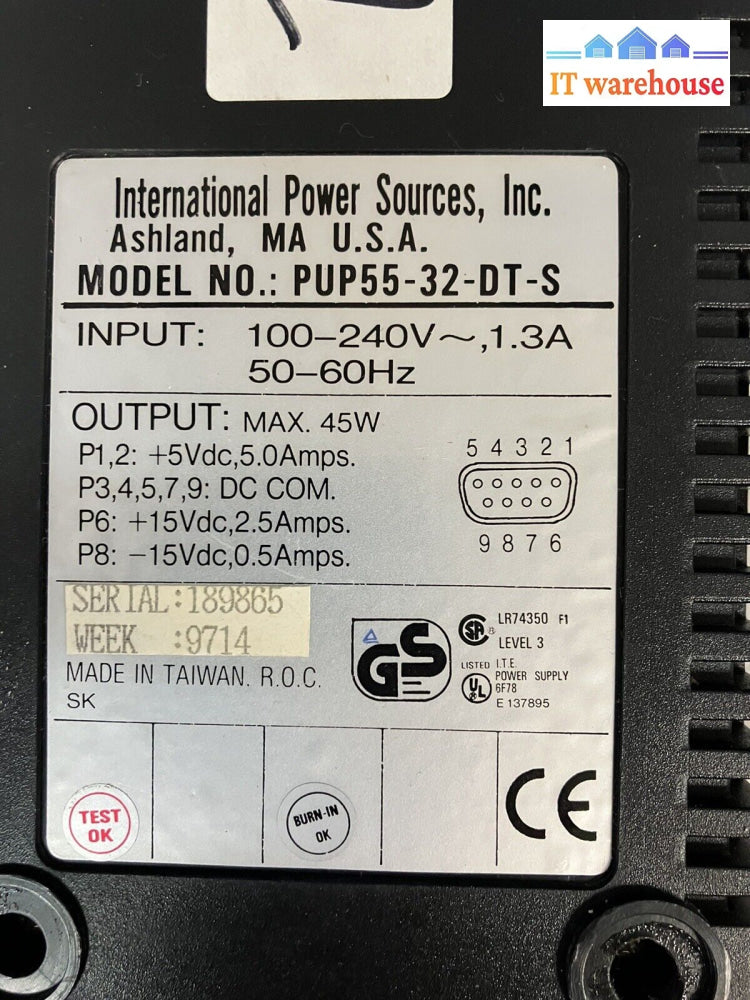 IT warehouse
International Power Sources, Inc.
Ashland, MA U.S.A.
MODEL NO.: PUP55-32-DT-S
INPUT: 100-240V~,1.3A
50-60Hz
OUTPUT: MAX. 45W
P1,2: +5Vdc,5.0Amps.
P3,4,5,7,9: DC COM.
P6: +15Vdc,2.5Amps.
P8: -15Vdc,0.5Amps.
5 4 3 2 1
9 8 7 6
SERIAL:189865
WEEK :9714
MADE IN TAIWAN. R.O.C.
SK
GS
SA
LR74350 F1
LEVEL 3
LISTED I.T.E.
POWER SUPPLY
UL
6F78
E 137895
TEST
OK
BURN-IN
OK
CE